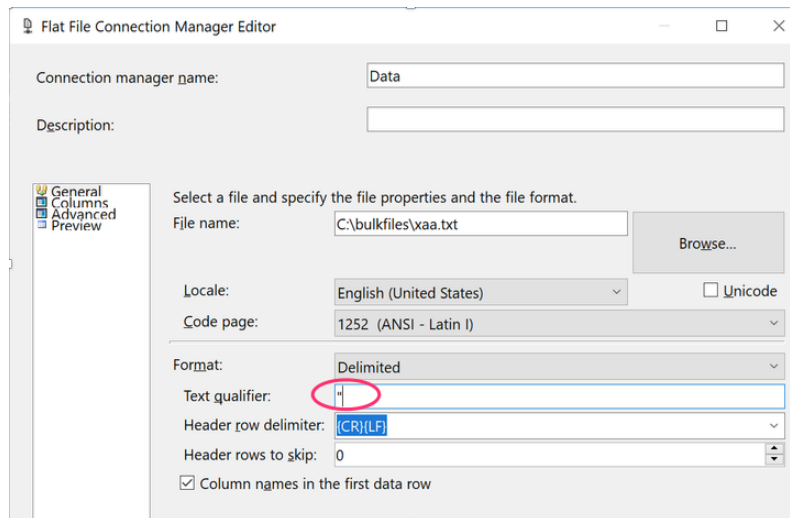 Flat File Connection Manager Editor
Connection manager name: Data
Description:
General
Columns
Advanced
Preview
Select a file and specify the file properties and the file format.
File name: C:\bulkfiles\xaa.txt
Browse...
Locale: English (United States) Unicode
Code page: 1252 (ANSI - Latin I)
Format: Delimited
Text qualifier: "
Header row delimiter: {CR}{LF}
Header rows to skip: 0
Column names in the first data row